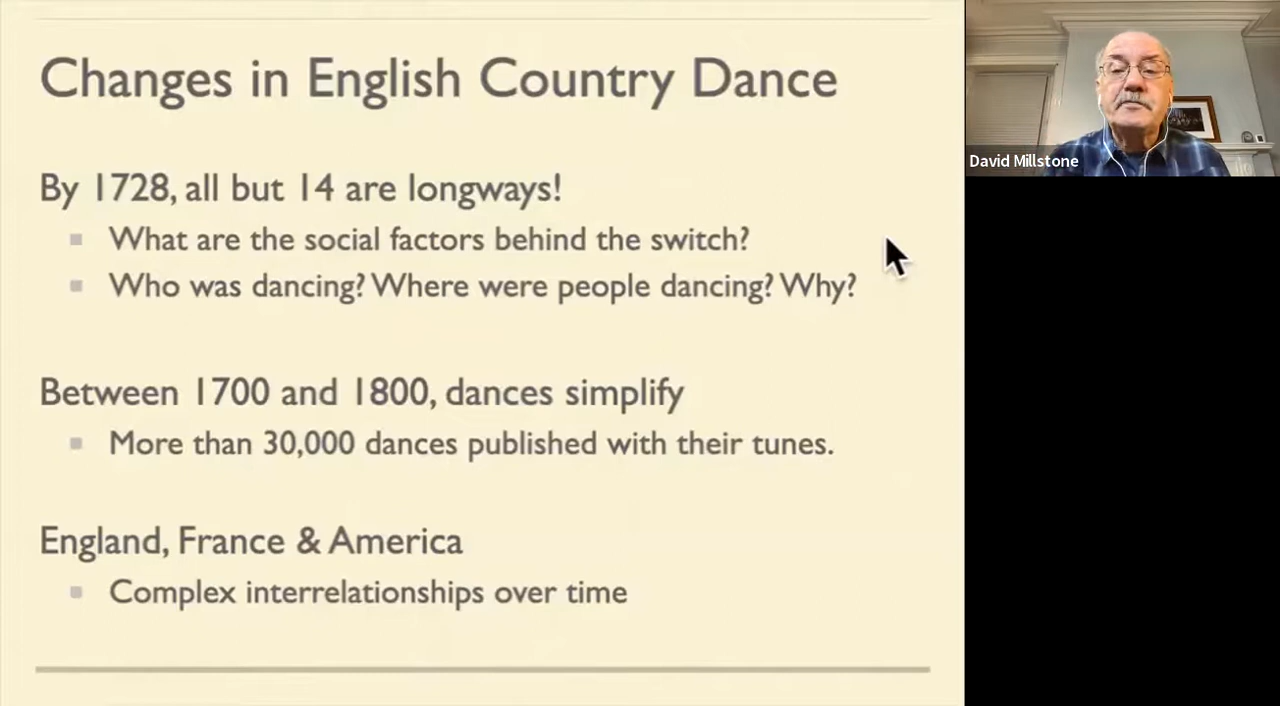 Changes in English Country Dance
By 1728, all but 14 are longways!
What are the social factors behind the switch?
Who was dancing? Where were people dancing? Why?
Between 1700 and 1800, dances simplify
More than 30,000 dances published with their tunes.
England, France & America
Complex interrelationships over time
David Millstone